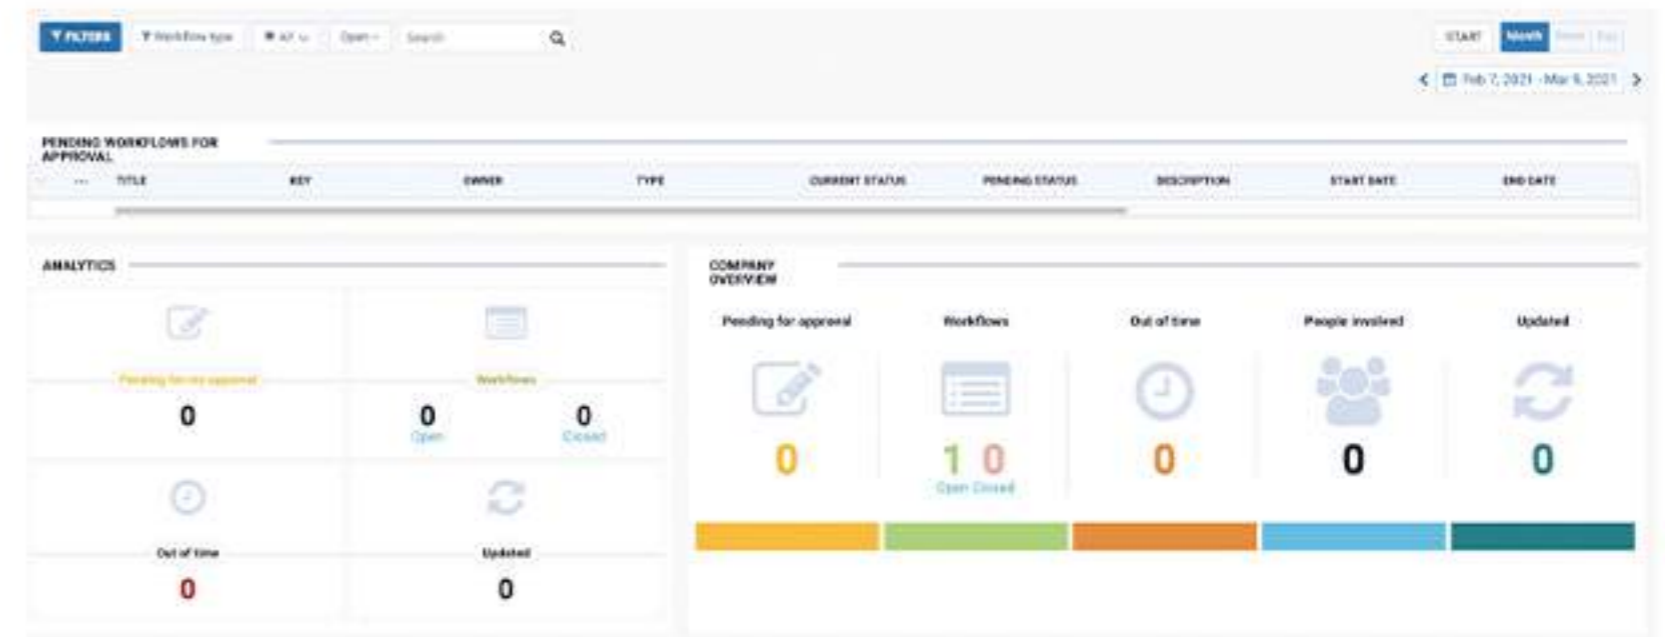 FILTERS Workflow type All Open Search START Month
Feb 7, 2021 - Mar 9, 2021
PENDING WORKFLOWS FOR
APPROVAL
TITLE KEY OWNER TYPE CURRENT STATUS PENDING STATUS DESCRIPTION START DATE END DATE
ANALYTICS
COMPANY
OVERVIEW
Pending for approval Workflows Out of time People involved Updated
Pending for my approval Workflows
0 0 0
Open Closed
0 1 0 0 0 0
Open Closed
Out of time Updated
0 0